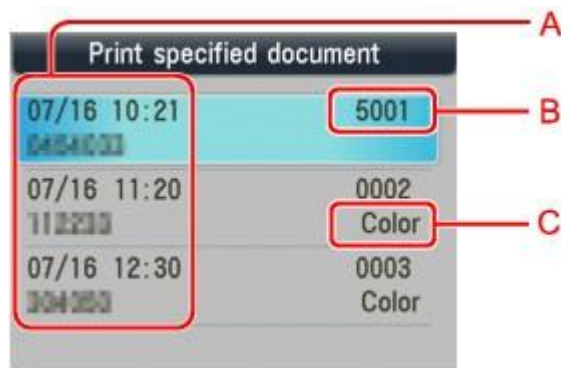 A
Print specified document
07/16 10:21 5001
B
07/16 11:20 0002
Color
C
07/16 12:30 0003
Color